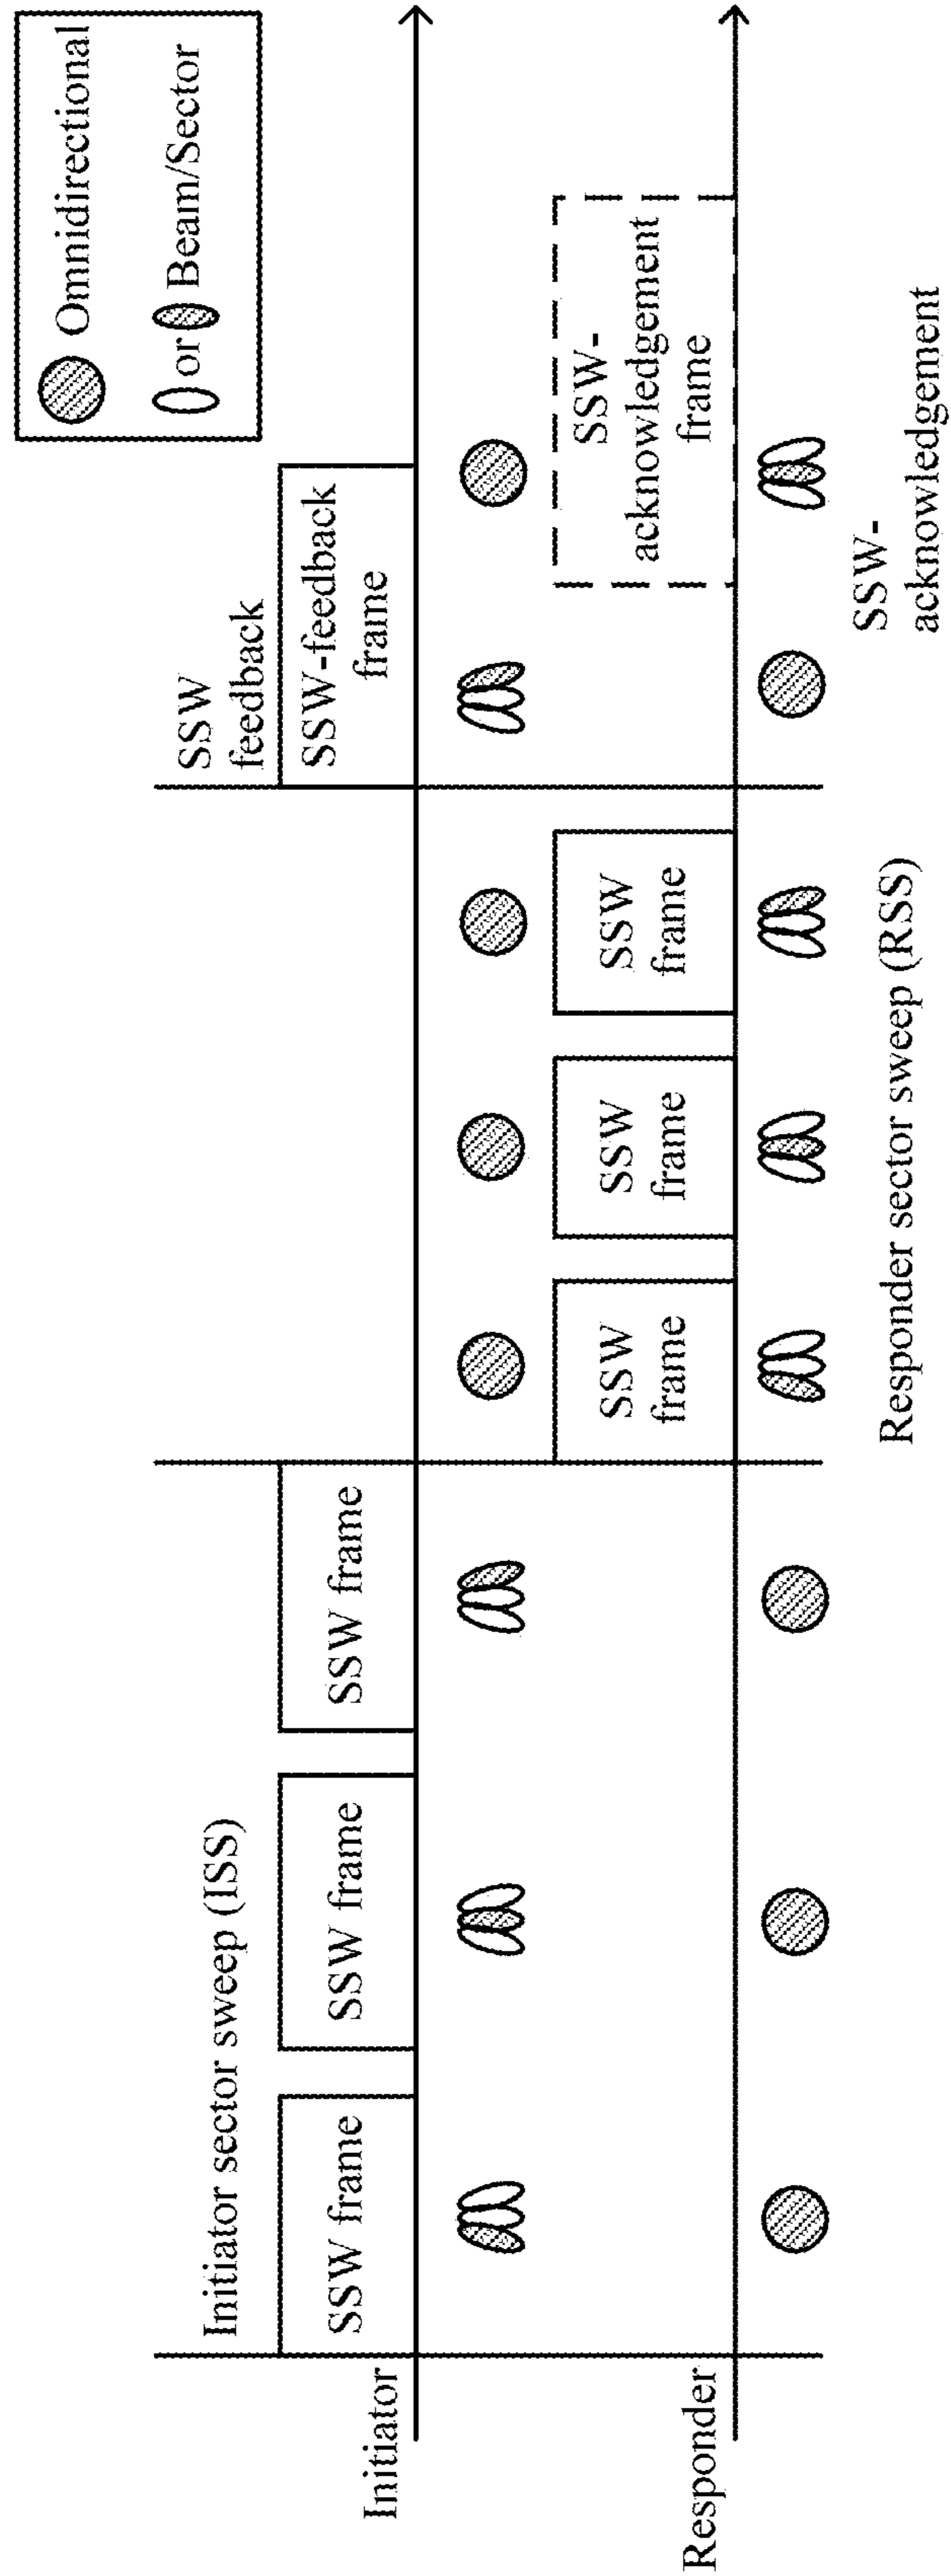 Omnidirectional
or Beam/Sector
Initiator sector sweep (ISS)
SSW
feedback
SSW frame
SSW frame
SSW frame
SSW-feedback
frame
Initiator
SSW
frame
SSW
frame
SSW
frame
SSW-
acknowledgement
frame
Responder
Responder sector sweep (RSS)
SSW-
acknowledgement